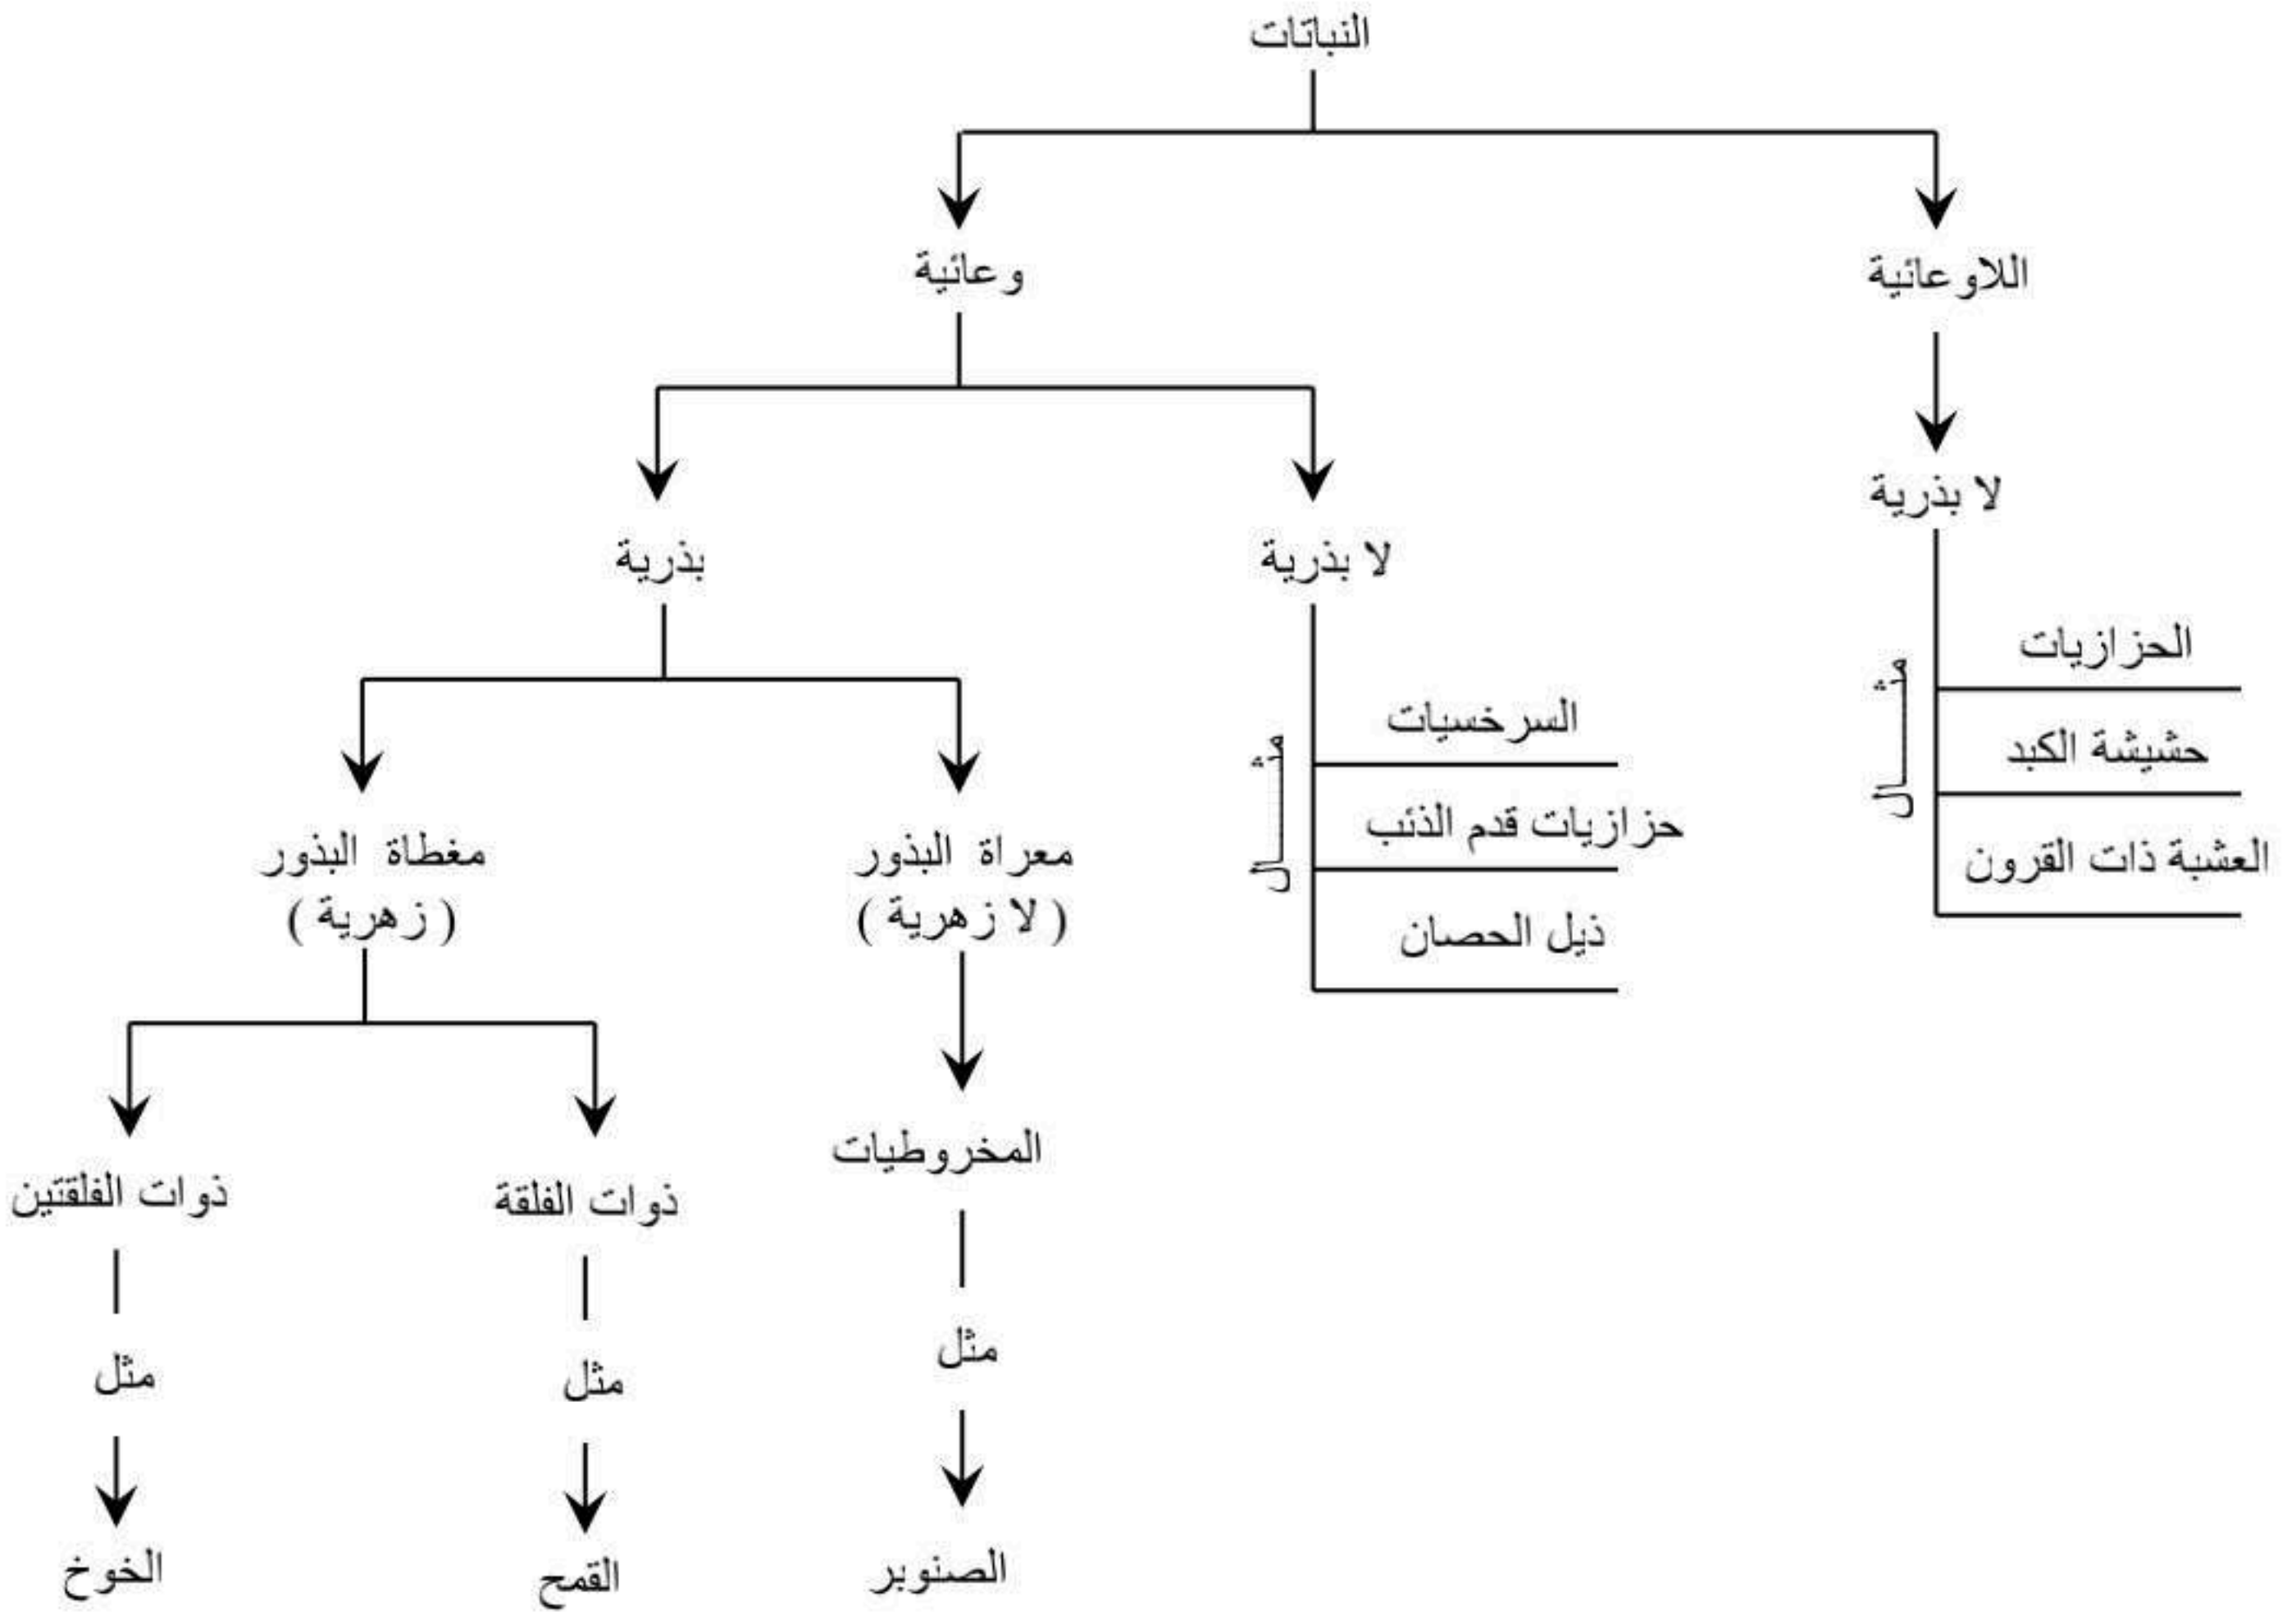 النباتات
اللاوعائية
وعائية
لا بذرية
الحزازيات
مثـــال
حشيشة الكبد
العشبة ذات القرون
لا بذرية
بذرية
السرخسيات
مثـــال
حزازيات قدم الذئب
ذيل الحصان
معراة البذور
( لا زهرية )
مغطاة البذور
( زهرية )
المخروطيات
ذوات الفلقة
ذوات الفلقتين
مثل
مثل
مثل
الصنوبر
القمح
الخوخ